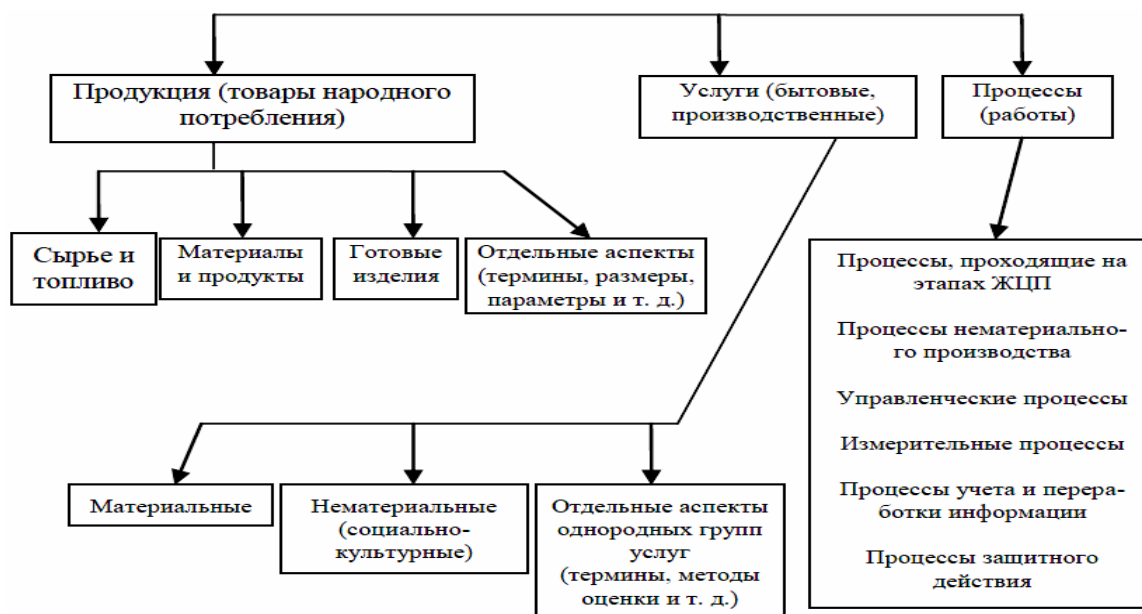 Продукция (товары народного
потребления)
Услуги (бытовые,
производственные)
Процессы
(работы)
Сырье и
топливо
Материалы
и продукты
Готовые
изделия
Отдельные аспекты
(термины, размеры,
параметры и т. д.)
Процессы, проходящие на
этапах ЖЦП
Процессы нематериально-
го производства
Управленческие процессы
Измерительные процессы
Процессы учета и перера-
ботки информации
Процессы защитного
действия
Материальные
Нематериальные
(социально-
культурные)
Отдельные аспекты
однородных групп
услуг
(термины, методы
оценки и т. д.)